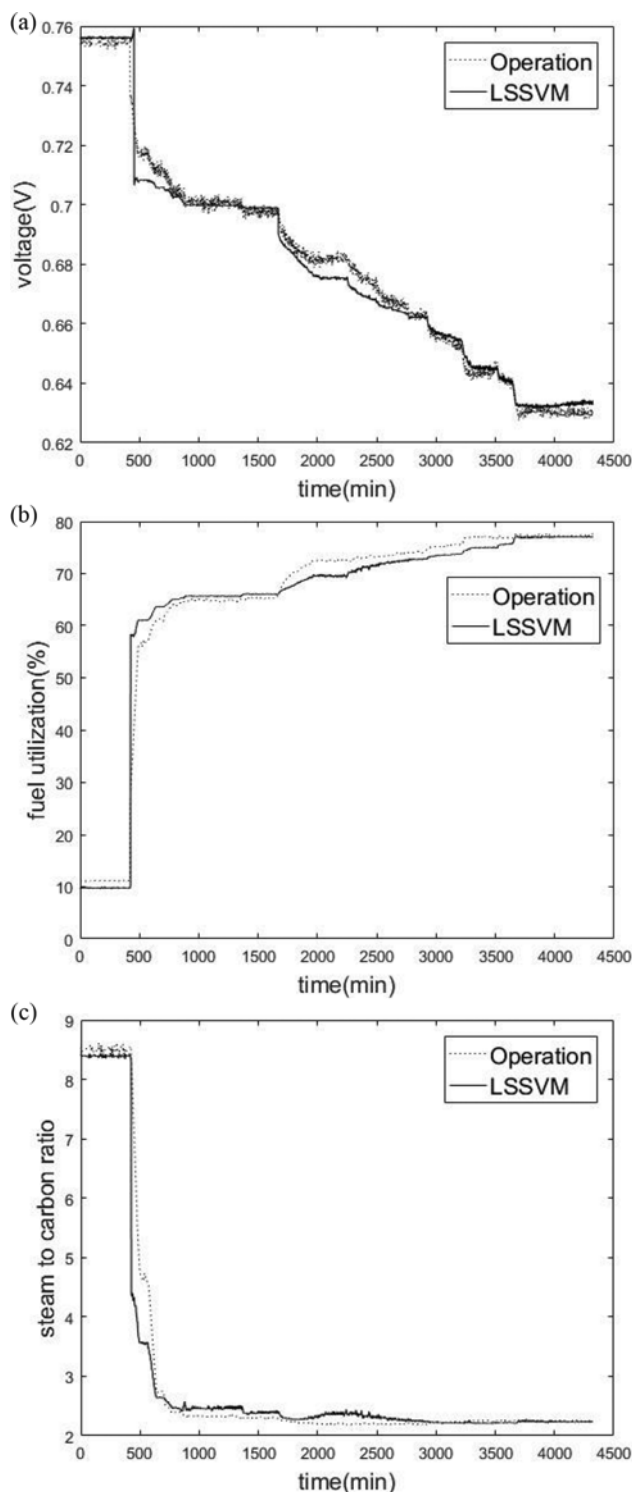 (a)
0.76
0.74
0.72
0.7
0.68
0.66
0.64
0.62
voltage(V)
Operation
LSSVM
0 500 1000 1500 2000 2500 3000 3500 4000 4500
time(min)
(b)
80
70
60
50
40
30
20
10
0
fuel utilization(%)
Operation
LSSVM
0 500 1000 1500 2000 2500 3000 3500 4000 4500
time(min)
(c)
9
8
7
6
5
4
3
2
steam to carbon ratio
Operation
LSSVM
0 500 1000 1500 2000 2500 3000 3500 4000 4500
time(min)